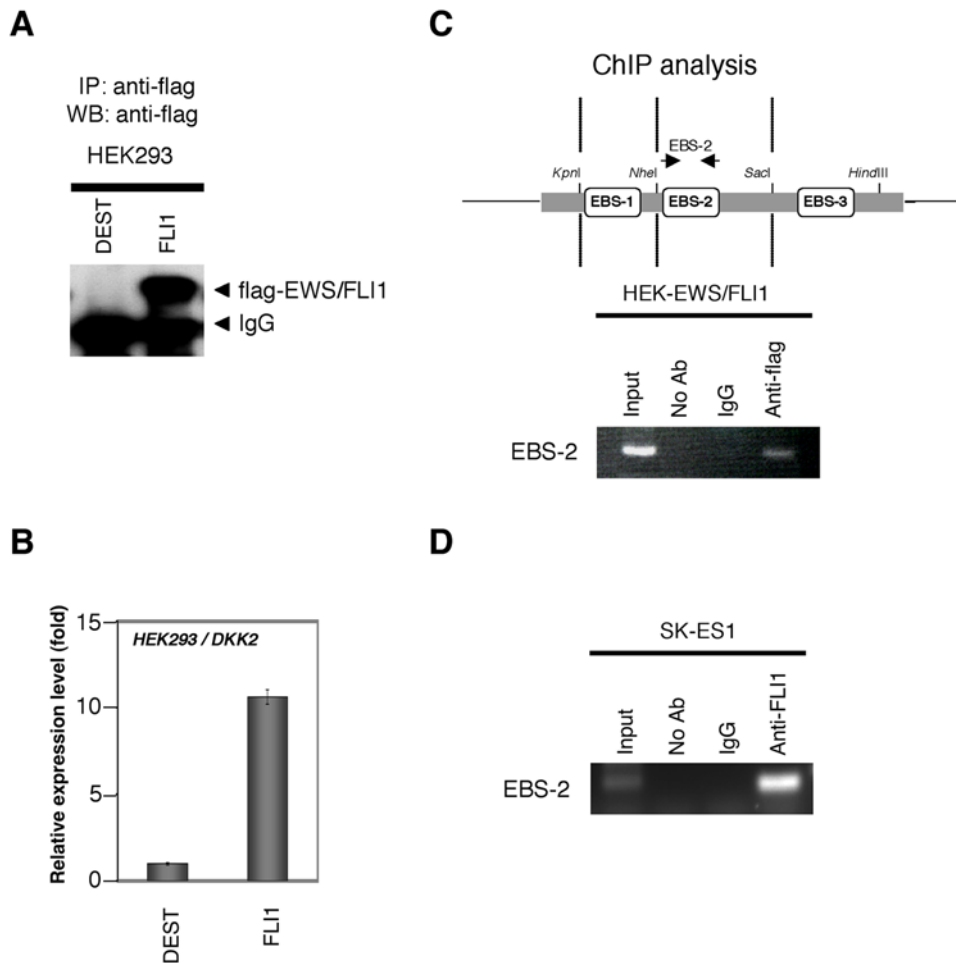 A
IP: anti-flag
WB: anti-flag
HEK293
DEST
FLI1
flag-EWS/FLI1
IgG
B
Relative expression level (fold)
15
10
5
0
HEK293 / DKK2
DEST
FLI1
C
ChIP analysis
EBS-2
KpnI
NheI
SacI
HindIII
EBS-1
EBS-2
EBS-3
HEK-EWS/FLI1
Input
No Ab
IgG
Anti-flag
EBS-2
D
SK-ES1
Input
No Ab
IgG
Anti-FLI1
EBS-2